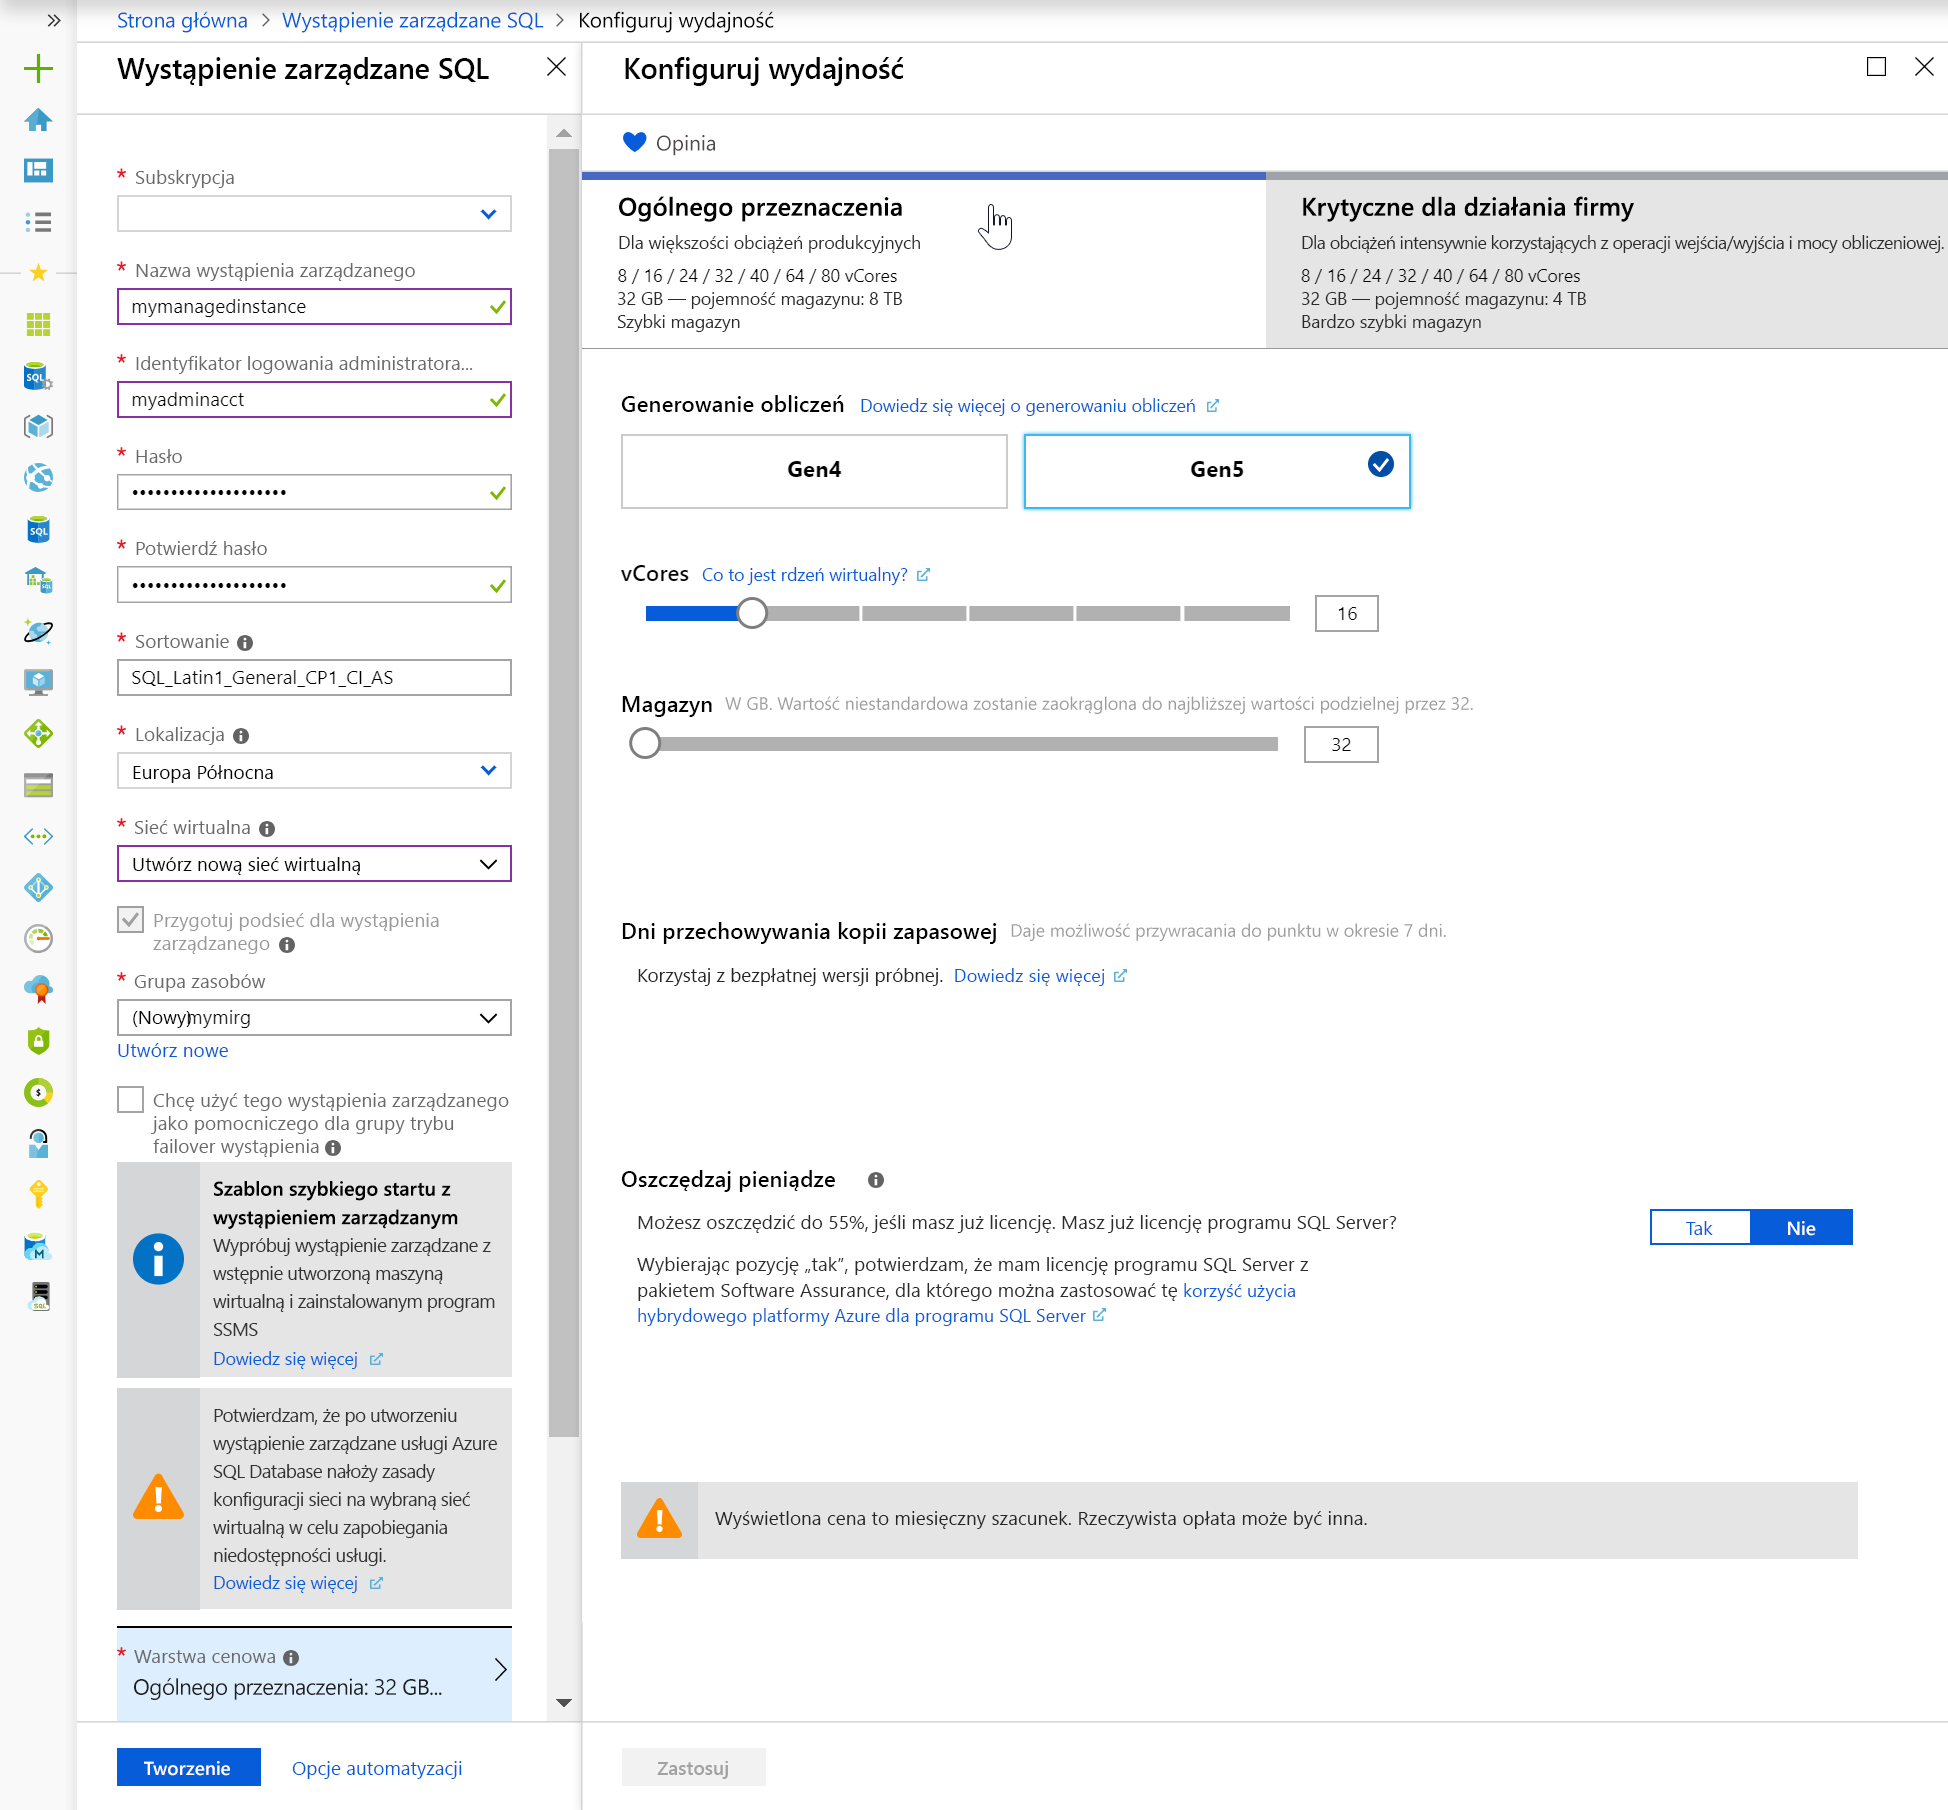 Strona główna > Wystąpienie zarządzane SQL > Konfiguruj wydajność
Wystąpienie zarządzane SQL
* Subskrypcja
* Nazwa wystąpienia zarządzanego
mymanagedinstance
* Identyfikator logowania administratora...
myadminacct
* Hasło
••••••••••••••••••••
* Potwierdź hasło
••••••••••••••••••••
* Sortowanie
SQL_Latin1_General_CP1_CI_AS
* Lokalizacja
Europa Północna
* Sieć wirtualna
Utwórz nową sieć wirtualną
Przygotuj podsieć dla wystąpienia
zarządzanego
* Grupa zasobów
(Nowy)mymirg
Utwórz nowe
Chcę użyć tego wystąpienia zarządzanego
jako pomocniczego dla grupy trybu
failover wystąpienia
Szablon szybkiego startu z
wystąpieniem zarządzanym
Wypróbuj wystąpienie zarządzane z
wstępnie utworzoną maszyną
wirtualną i zainstalowanym program
SSMS
Dowiedz się więcej
Potwierdzam, że po utworzeniu
wystąpienie zarządzane usługi Azure
SQL Database nałoży zasady
konfiguracji sieci na wybraną sieć
wirtualną w celu zapobiegania
niedostępności usługi.
Dowiedz się więcej
* Warstwa cenowa
Ogólnego przeznaczenia: 32 GB...
Tworzenie
Opcje automatyzacji
Konfiguruj wydajność
Opinia
Ogólnego przeznaczenia
Dla większości obciążeń produkcyjnych
8 / 16 / 24 / 32 / 40 / 64 / 80 vCores
32 GB — pojemność magazynu: 8 TB
Szybki magazyn
Krytyczne dla działania firmy
Dla obciążeń intensywnie korzystających z operacji wejścia/wyjścia i mocy obliczeniowej.
8 / 16 / 24 / 32 / 40 / 64 / 80 vCores
32 GB — pojemność magazynu: 4 TB
Bardzo szybki magazyn
Generowanie obliczeń Dowiedz się więcej o generowaniu obliczeń
Gen4
Gen5
vCores Co to jest rdzeń wirtualny?
16
Magazyn W GB. Wartość niestandardowa zostanie zaokrąglona do najbliższej wartości podzielnej przez 32.
32
Dni przechowywania kopii zapasowej Daje możliwość przywracania do punktu w okresie 7 dni.
Korzystaj z bezpłatnej wersji próbnej. Dowiedz się więcej
Oszczędzaj pieniądze
Możesz oszczędzić do 55%, jeśli masz już licencję. Masz już licencję programu SQL Server?
Tak
Nie
Wybierając pozycję „tak”, potwierdzam, że mam licencję programu SQL Server z
pakietem Software Assurance, dla którego można zastosować tę korzyść użycia
hybrydowego platformy Azure dla programu SQL Server
Wyświetlona cena to miesięczny szacunek. Rzeczywista opłata może być inna.
Zastosuj